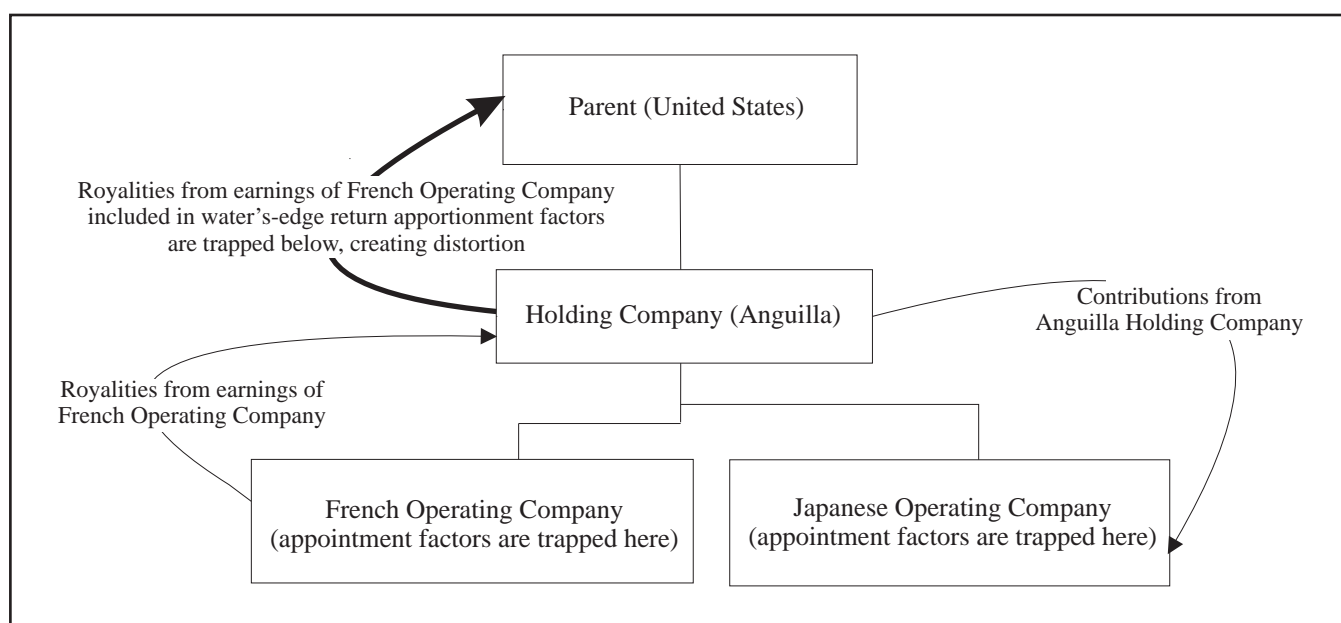 Parent (United States)
Royalities from earnings of French Operating Company
included in water’s-edge return apportionment factors
are trapped below, creating distortion
Holding Company (Anguilla)
Contributions from
Anguilla Holding Company
Royalities from earnings of
French Operating Company
French Operating Company
(appointment factors are trapped here)
Japanese Operating Company
(appointment factors are trapped here)